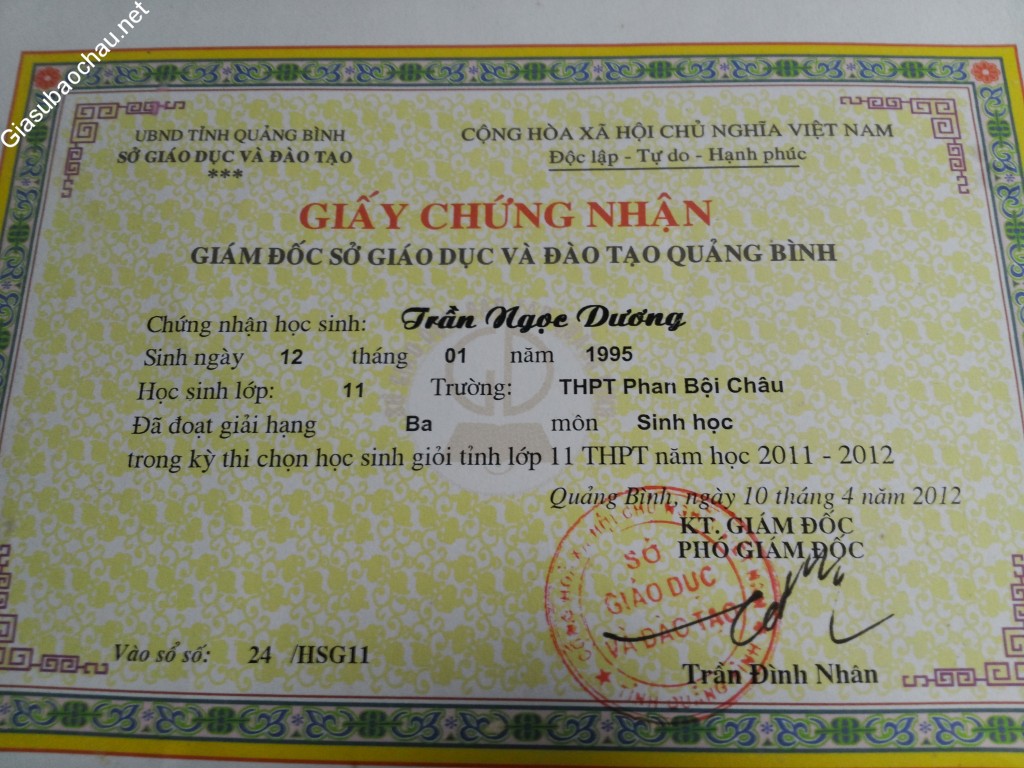 Giasubaochau.net
UBND TỈNH QUẢNG BÌNH
SỞ GIÁO DỤC VÀ ĐÀO TẠO
***
CỘNG HÒA XÃ HỘI CHỦ NGHĨA VIỆT NAM
Độc lập - Tự do - Hạnh phúc
GIẤY CHỨNG NHẬN
GIÁM ĐỐC SỞ GIÁO DỤC VÀ ĐÀO TẠO QUẢNG BÌNH
Chứng nhận học sinh: Trần Ngọc Dương
Sinh ngày 12 tháng 01 năm 1995
Học sinh lớp: 11 Trường: THPT Phan Bội Châu
Đã đoạt giải hạng Ba môn Sinh học
trong kỳ thi chọn học sinh giỏi tỉnh lớp 11 THPT năm học 2011 - 2012
Quảng Bình, ngày 10 tháng 4 năm 2012
KT. GIÁM ĐỐC
PHÓ GIÁM ĐỐC
SỞ
GIÁO DỤC
VÀ ĐÀO TẠO
Trần Đình Nhân
Vào sổ số: 24 /HSG11